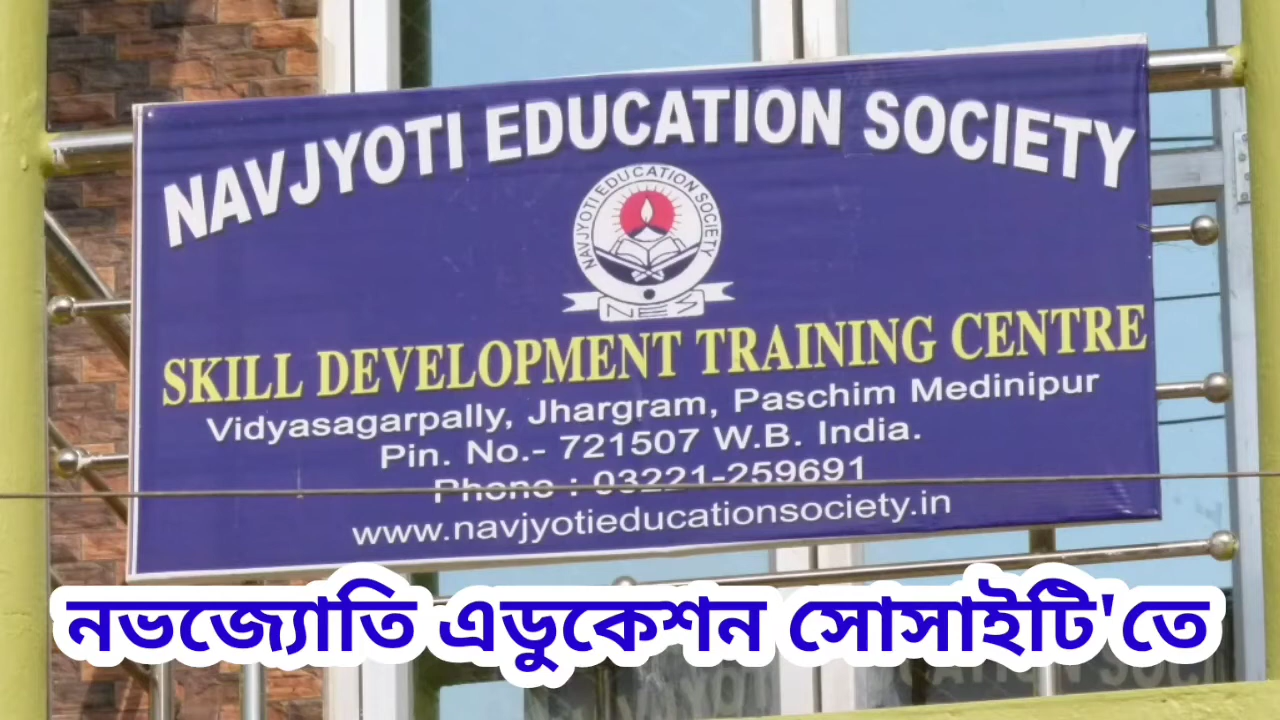 NAVJYOTI EDUCATION SOCIETY
NAVJYOTI EDUCATION SOCIETY
NES
SKILL DEVELOPMENT TRAINING CENTRE
Vidyasagarpally, Jhargram, Paschim Medinipur
Pin. No.- 721507 W.B. India.
Phone : 03221-259691
www.navjyotieducationsociety.in
নভজ্যোতি এডুকেশন সোসাইটি'তে